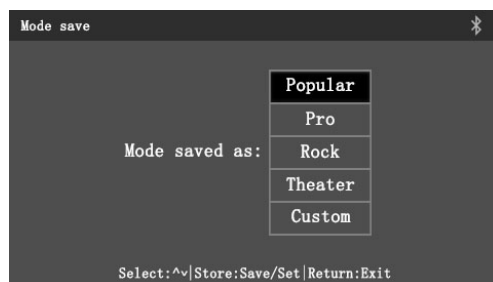 Mode save
Popular
Pro
Mode saved as: Rock
Theater
Custom
Select:^v|Store:Save/Set|Return:Exit